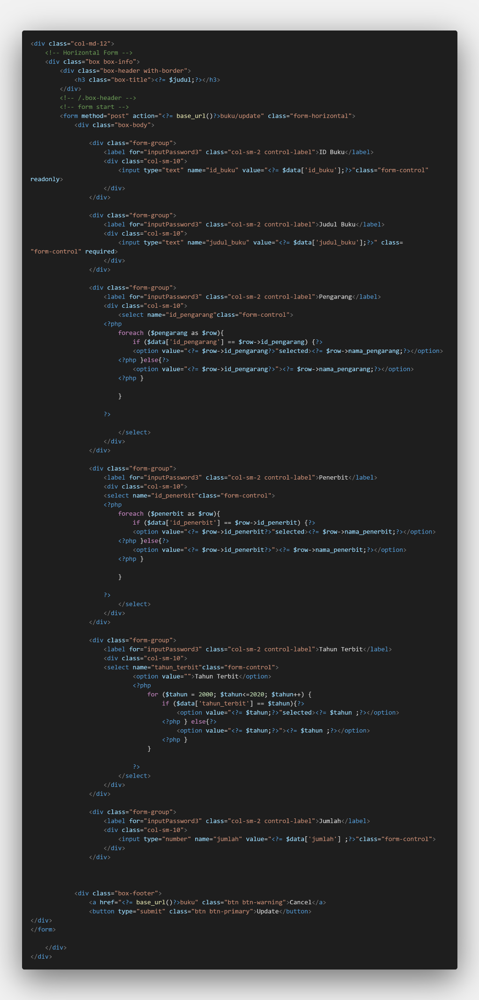 <div class="col-md-12">
    <!-- Horizontal Form -->
    <div class="box box-info">
        <div class="box-header with-border">
            <h3 class="box-title"><?= $judul;?></h3>
        </div>
        <!-- /.box-header -->
        <!-- form start -->
        <form method="post" action="<?= base_url()?>buku/update" class="form-horizontal">
            <div class="box-body">

                <div class="form-group">
                    <label for="inputPassword3" class="col-sm-2 control-label">ID Buku</label>
                    <div class="col-sm-10">
                        <input type="text" name="id_buku" value="<?= $data['id_buku'];?>"class="form-control"
readonly>
                    </div>
                </div>

                <div class="form-group">
                    <label for="inputPassword3" class="col-sm-2 control-label">Judul Buku</label>
                    <div class="col-sm-10">
                        <input type="text" name="judul_buku" value="<?= $data['judul_buku'];?>" class=
"form-control" required>
                    </div>
                </div>

                <div class="form-group">
                    <label for="inputPassword3" class="col-sm-2 control-label">Pengarang</label>
                    <div class="col-sm-10">
                        <select name="id_pengarang"class="form-control">
                    <?php
                        foreach ($pengarang as $row){
                            if ($data['id_pengarang'] == $row->id_pengarang) {?>
                            <option value="<?= $row->id_pengarang?>"selected><?= $row->nama_pengarang;?></option>
                        <?php }else{?>
                            <option value="<?= $row->id_pengarang?>"><?= $row->nama_pengarang;?></option>
                        <?php }

                        }

                    ?>

                        </select>
                    </div>
                </div>

                <div class="form-group">
                    <label for="inputPassword3" class="col-sm-2 control-label">Penerbit</label>
                    <div class="col-sm-10">
                    <select name="id_penerbit"class="form-control">
                    <?php
                        foreach ($penerbit as $row){
                            if ($data['id_penerbit'] == $row->id_penerbit) {?>
                            <option value="<?= $row->id_penerbit?>"selected><?= $row->nama_penerbit;?></option>
                        <?php }else{?>
                            <option value="<?= $row->id_penerbit?>"><?= $row->nama_penerbit;?></option>
                        <?php }

                        }

                    ?>
                        </select>
                    </div>
                </div>

                <div class="form-group">
                    <label for="inputPassword3" class="col-sm-2 control-label">Tahun Terbit</label>
                    <div class="col-sm-10">
                    <select name="tahun_terbit"class="form-control">
                            <option value="">Tahun Terbit</option>
                            <?php
                                for ($tahun = 2000; $tahun<=2020; $tahun++) {
                                    if ($data['tahun_terbit'] == $tahun){?>
                                        <option value="<?= $tahun;?>"selected><?= $tahun ;?></option>
                                    <?php } else{?>
                                        <option value="<?= $tahun;?>"><?= $tahun ;?></option>
                                    <?php }
                                }

                            ?>
                        </select>
                    </div>
                </div>

                <div class="form-group">
                    <label for="inputPassword3" class="col-sm-2 control-label">Jumlah</label>
                    <div class="col-sm-10">
                        <input type="number" name="jumlah" value="<?= $data['jumlah'] ;?>"class="form-control">
                    </div>
                </div>



            <div class="box-footer">
                <a href="<?= base_url()?>buku" class="btn btn-warning">Cancel</a>
                <button type="submit" class="btn btn-primary">Update</button>
</div>
</form>

    </div>
</div>